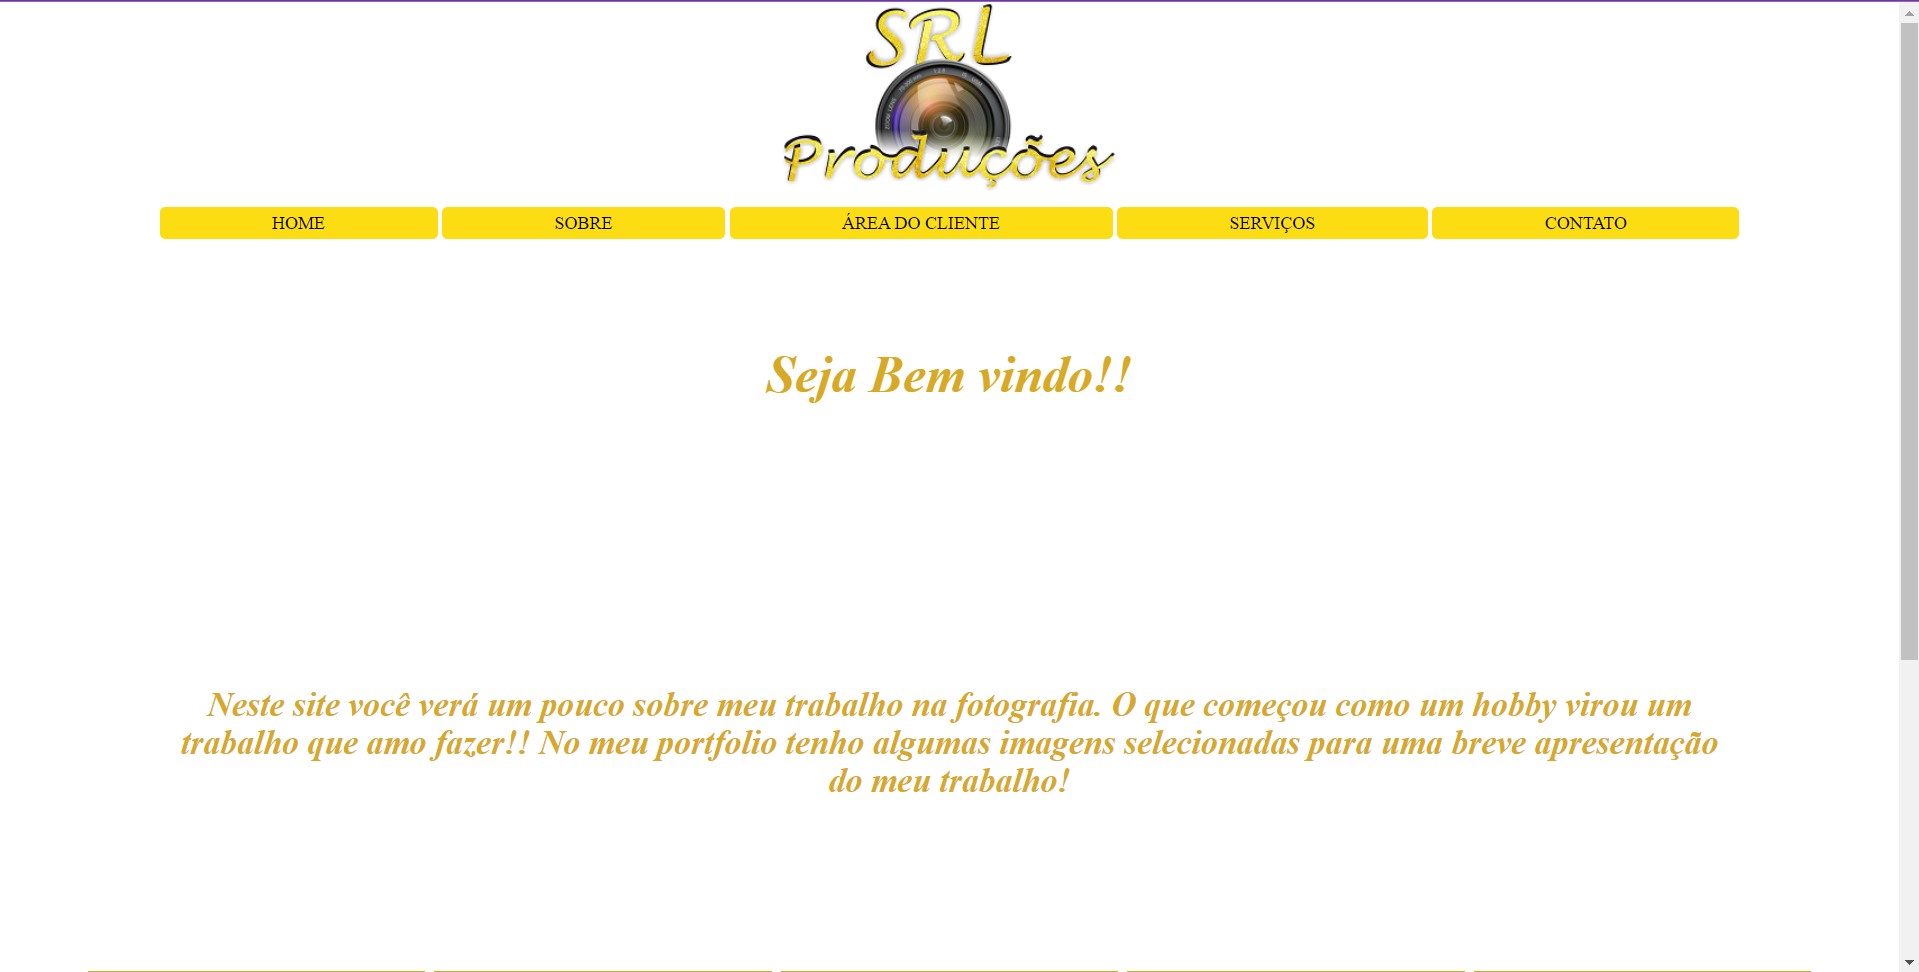 SRL
Produções
HOME
SOBRE
ÁREA DO CLIENTE
SERVIÇOS
CONTATO
Seja Bem vindo!!
Neste site você verá um pouco sobre meu trabalho na fotografia. O que começou como um hobby virou um
trabalho que amo fazer!! No meu portfolio tenho algumas imagens selecionadas para uma breve apresentação
do meu trabalho!